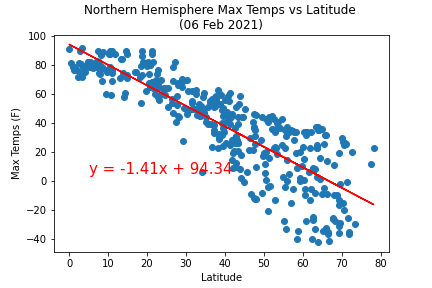 Northern Hemisphere Max Temps vs Latitude
(06 Feb 2021)
Max Temps (F)
100
80
60
40
20
0
−20
−40
y = -1.41x + 94.34
0 10 20 30 40 50 60 70 80
Latitude